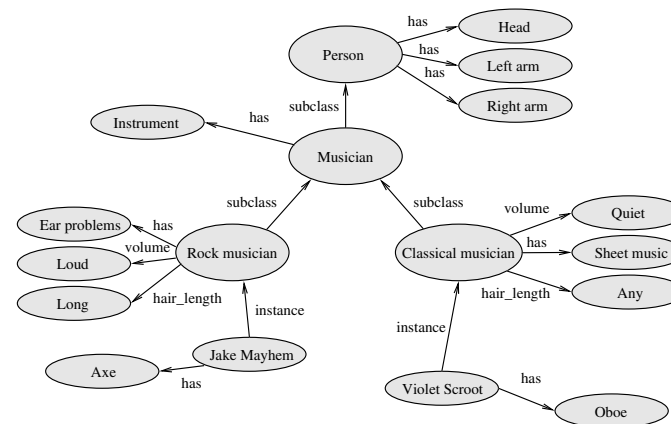 has
Head
Person
has
Left arm
has
Right arm
subclass
has
Instrument
Musician
subclass
subclass
volume
Quiet
Ear problems
has
volume
Rock musician
Classical musician
has
Sheet music
Loud
Long
hair_length
hair_length
Any
instance
instance
Jake Mayhem
Axe
has
Violet Scroot
has
Oboe